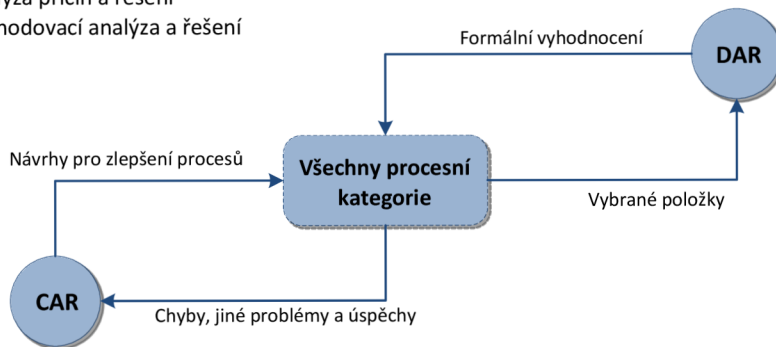 a řešení
analýza a řešení
Formální vyhodnocení
DAR
Návrhy pro zlepšení procesů
Všechny procesní
kategorie
Vybrané položky
CAR
Chyby, jiné problémy a úspěchy